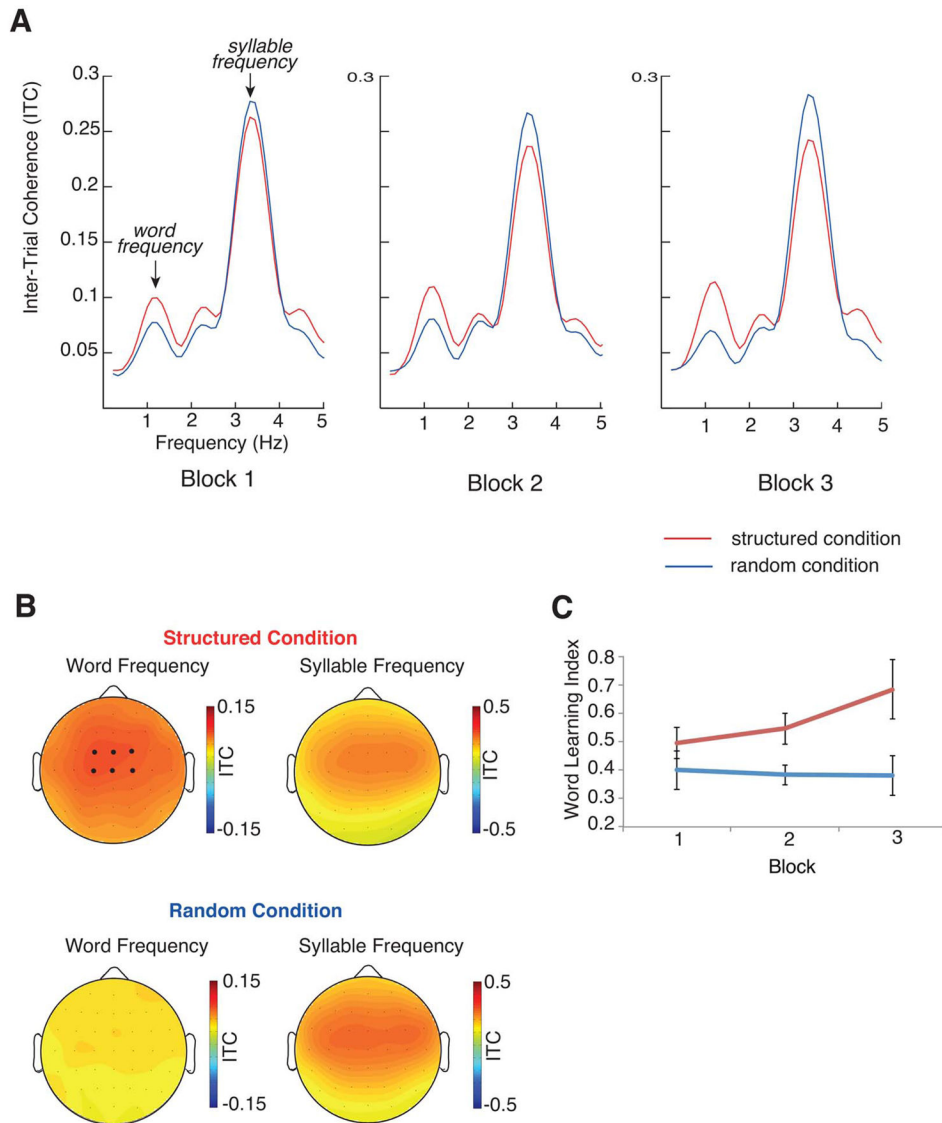 A
Inter-Trial Coherence (ITC)
0.3
0.25
0.2
0.15
0.1
0.05
syllable
frequency
word
frequency
1 2 3 4 5
Frequency (Hz)
Block 1
0.3
1 2 3 4 5
Block 2
0.3
1 2 3 4 5
Block 3
structured condition
random condition
B
Structured Condition
Word Frequency
0.15
ITC
-0.15
Syllable Frequency
0.5
ITC
-0.5
Random Condition
Word Frequency
0.15
ITC
-0.15
Syllable Frequency
0.5
ITC
-0.5
C
Word Learning Index
0.8
0.7
0.6
0.5
0.4
0.3
0.2
1 2 3
Block